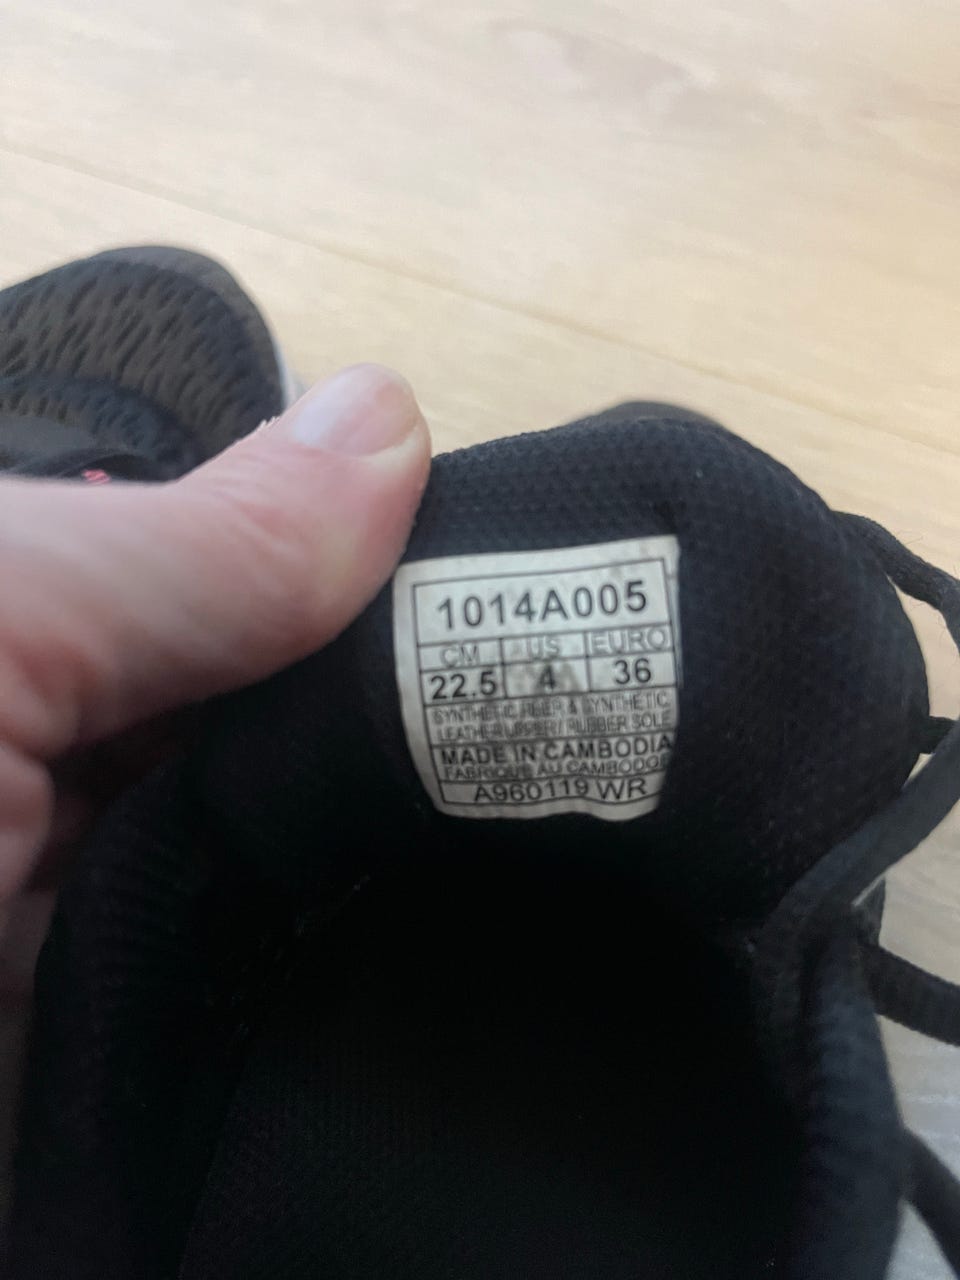 1014A005
CM US EURO
22.5 4 36
SYNTHETIC FIBER & SYNTHETIC
LEATHER UPPER/ RUBBER SOLE
MADE IN CAMBODIA
FABRIQUE AU CAMBODGE
A960119 WR